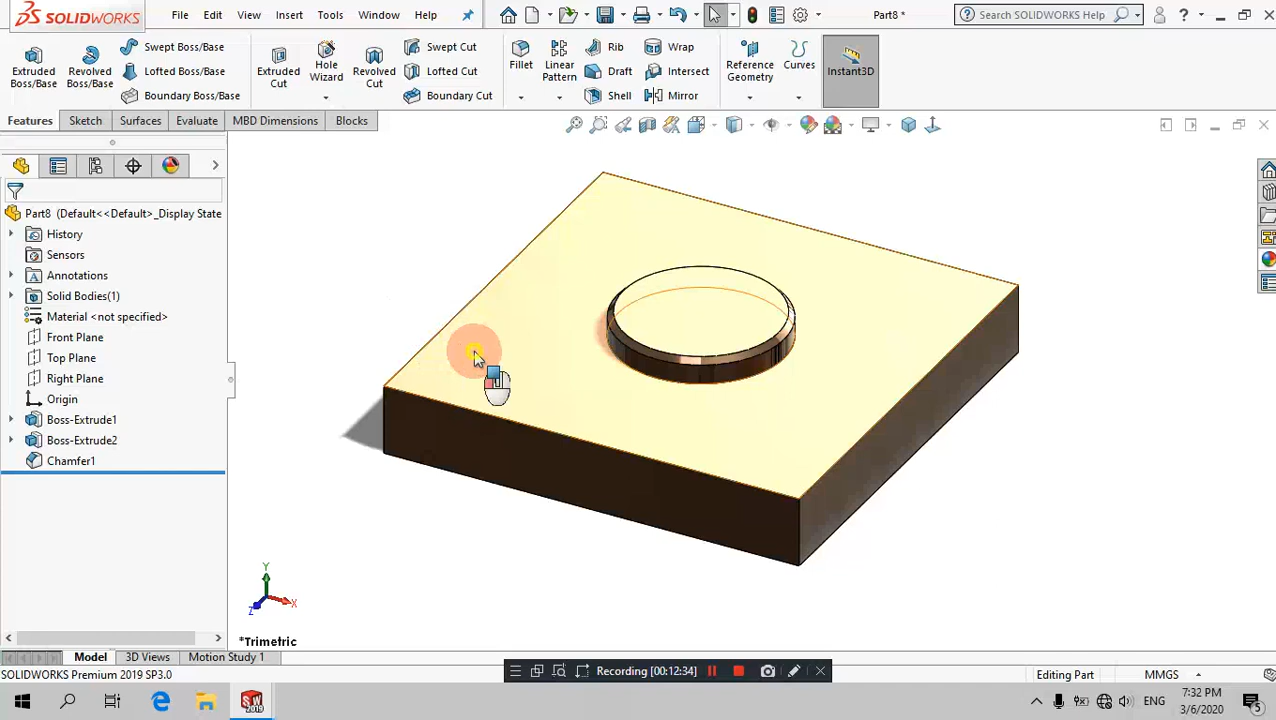 SOLIDWORKS File Edit View Insert Tools Window Help Part8 * Search SOLIDWORKS Help ?
Extruded Boss/Base
Revolved Boss/Base
Swept Boss/Base
Lofted Boss/Base
Boundary Boss/Base
Extruded Cut
Hole Wizard
Revolved Cut
Swept Cut
Lofted Cut
Boundary Cut
Fillet
Linear Pattern
Rib
Draft
Shell
Wrap
Intersect
Mirror
Reference Geometry
Curves
Instant3D
Features Sketch Surfaces Evaluate MBD Dimensions Blocks
Part8 (Default<<Default>_Display State
History
Sensors
Annotations
Solid Bodies(1)
Material <not specified>
Front Plane
Top Plane
Right Plane
Origin
Boss-Extrude1
Boss-Extrude2
Chamfer1
Y
X
Z
*Trimetric
Model 3D Views Motion Study 1
SOLIDWORKS Premium 2019 SP3.0
Recording [00:12:34]
Editing Part MMGS
SW 2019
ENG
7:32 PM
3/6/2020
5